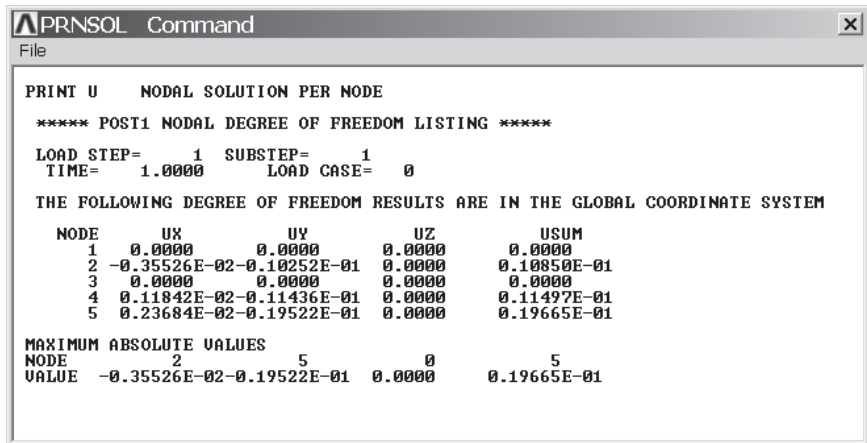 PRNSOL Command
File
PRINT U NODAL SOLUTION PER NODE
***** POST1 NODAL DEGREE OF FREEDOM LISTING *****
LOAD STEP= 1 SUBSTEP= 1
TIME= 1.0000 LOAD CASE= 0
THE FOLLOWING DEGREE OF FREEDOM RESULTS ARE IN THE GLOBAL COORDINATE SYSTEM
NODE UX UY UZ USUM
1 0.0000 0.0000 0.0000 0.0000
2 -0.35526E-02-0.10252E-01 0.0000 0.10850E-01
3 0.0000 0.0000 0.0000 0.0000
4 0.11842E-02-0.11436E-01 0.0000 0.11497E-01
5 0.23684E-02-0.19522E-01 0.0000 0.19665E-01
MAXIMUM ABSOLUTE VALUES
NODE 2 5 0 5
VALUE -0.35526E-02-0.19522E-01 0.0000 0.19665E-01